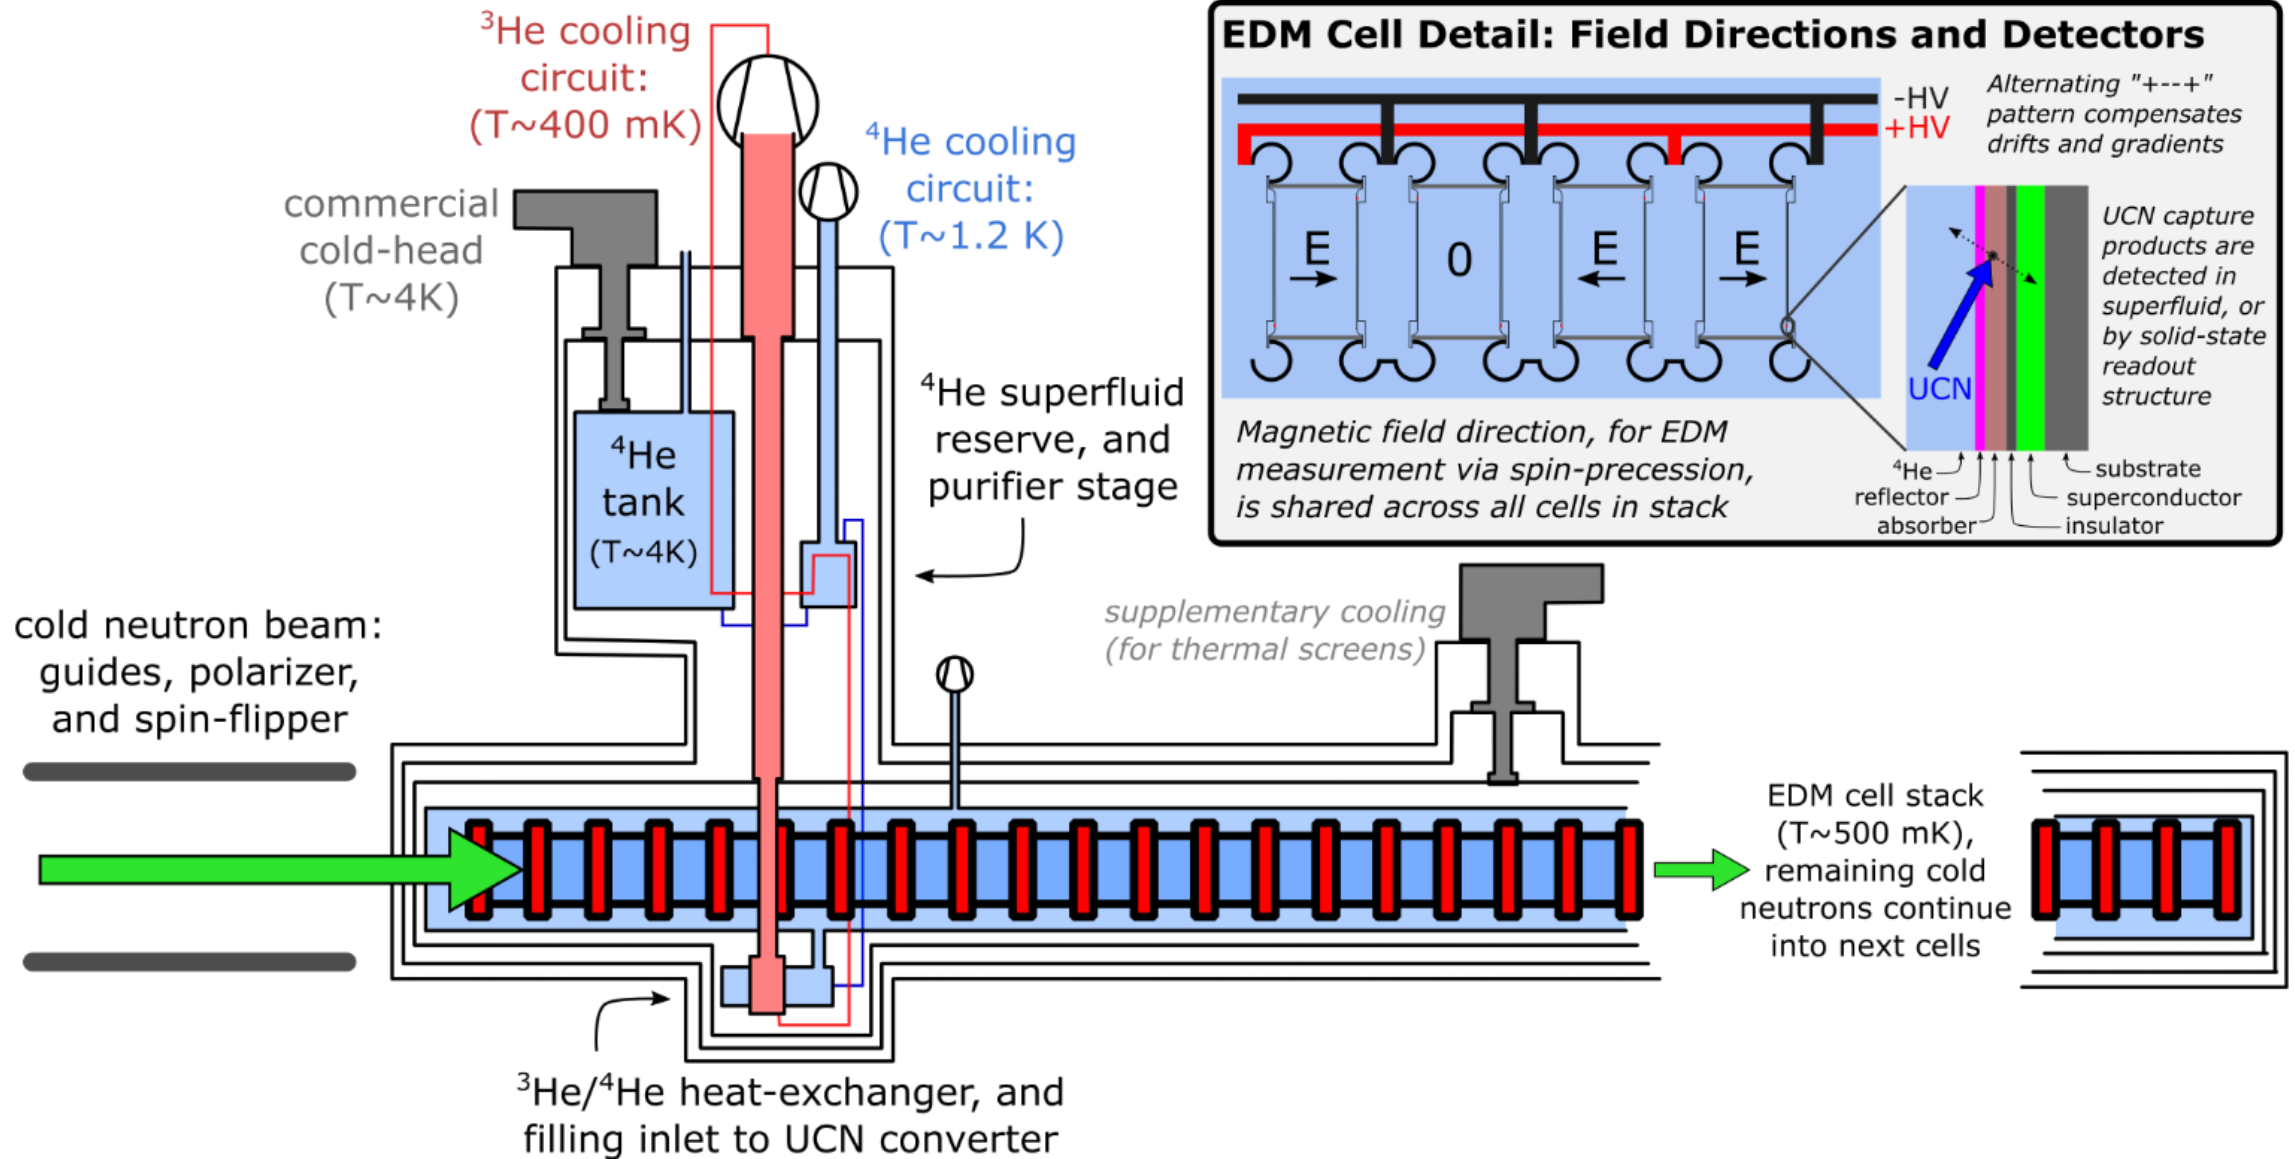 ³He cooling
circuit:
(T~400 mK)
⁴He cooling
circuit:
(T~1.2 K)
commercial
cold-head
(T~4K)
⁴He
tank
(T~4K)
⁴He superfluid
reserve, and
purifier stage
cold neutron beam:
guides, polarizer,
and spin-flipper
supplementary cooling
(for thermal screens)
EDM cell stack
(T~500 mK),
remaining cold
neutrons continue
into next cells
³He/⁴He heat-exchanger, and
filling inlet to UCN converter
EDM Cell Detail: Field Directions and Detectors
-HV
+HV
Alternating "+--+"
pattern compensates
drifts and gradients
E
0
E
E
UCN
UCN capture
products are
detected in
superfluid, or
by solid-state
readout
structure
Magnetic field direction, for EDM
measurement via spin-precession,
is shared across all cells in stack
⁴He
reflector
absorber
substrate
superconductor
insulator